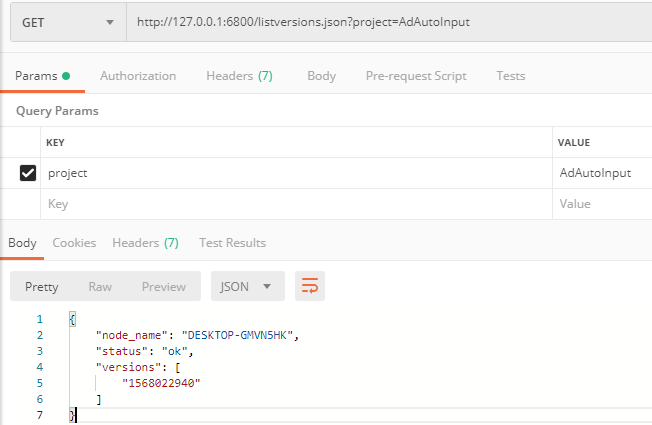 GET http://127.0.0.1:6800/listversions.json?project=AdAutoInput
Params Authorization Headers (7) Body Pre-request Script Tests
Query Params
KEY VALUE
project AdAutoInput
Key Value
Body Cookies Headers (7) Test Results
Pretty Raw Preview JSON
1 {
2 "node_name": "DESKTOP-GMVN5HK",
3 "status": "ok",
4 "versions": [
5 "1568022940"
6 ]
7 }